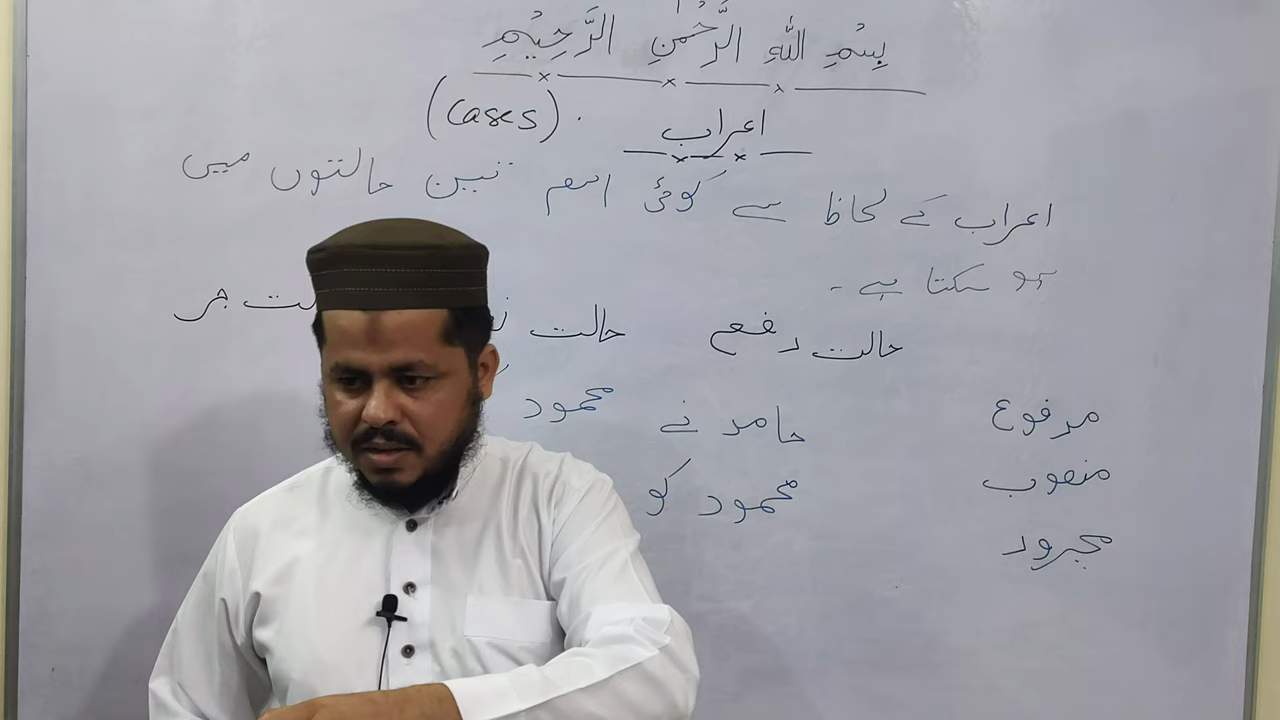 بِسْمِ اللّٰهِ الرَّحْمٰنِ الرَّحِيْمِ
اعراب (Cases)
اعراب کے لحاظ سے کوئی اسم تین حالتوں میں
ہو سکتا ہے۔
حالت رفع حالت جر
مرفوع حامد نے محمود
منصوب محمود کو
مجرور